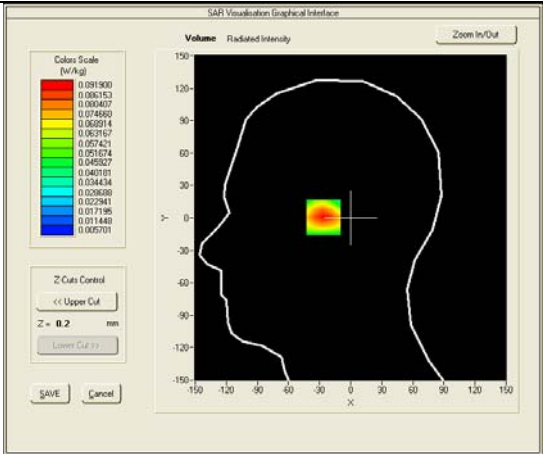 SAR Visualisation Graphical Interface
Volume Radiated Intensity
Zoom In/Out
Colors Scale
(W/kg)
0.091900
0.086153
0.080407
0.074660
0.068914
0.063167
0.057421
0.051674
0.045927
0.040181
0.034434
0.028688
0.022941
0.017195
0.011448
0.005701
Z-Cuts Control
<< Upper Cut
Z = 0.2 mm
Lower Cut >>
SAVE
Cancel
150
120
90
60
30
0
-30
-60
-90
-120
-150
Y
-150 -120 -90 -60 -30 0 30 60 90 120 150
X